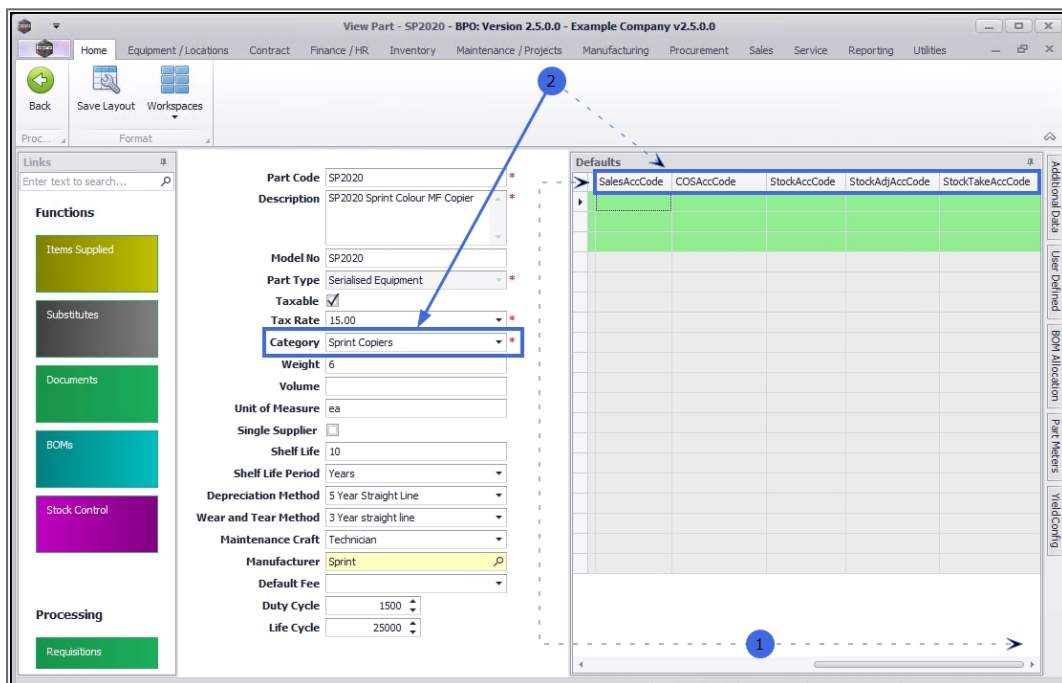 View Part - SP2020 - BPO: Version 2.5.0.0 - Example Company v2.5.0.0
Home Equipment / Locations Contract Finance / HR Inventory Maintenance / Projects Manufacturing Procurement Sales Service Reporting Utilities
2
Back Save Layout Workspaces
Proc... Format
Links
Enter text to search...
Functions
Items Supplied
Substitutes
Documents
BOMs
Stock Control
Processing
Requisitions
Part Code SP2020 *
Description SP2020 Sprint Colour MF Copier *
Model No SP2020
Part Type Serialised Equipment *
Taxable
Tax Rate 15.00 *
Category Sprint Copiers *
Weight 6
Volume
Unit of Measure ea
Single Supplier
Shelf Life 10
Shelf Life Period Years
Depreciation Method 5 Year Straight Line
Wear and Tear Method 3 Year straight line
Maintenance Craft Technician
Manufacturer Sprint
Default Fee
Duty Cycle 1500
Life Cycle 25000
Defaults
SalesAccCode COSAccCode StockAccCode StockAdjAccCode StockTakeAccCode
1
Additional Data
User Defined
BOM Allocation
Part Meters
YieldConfig